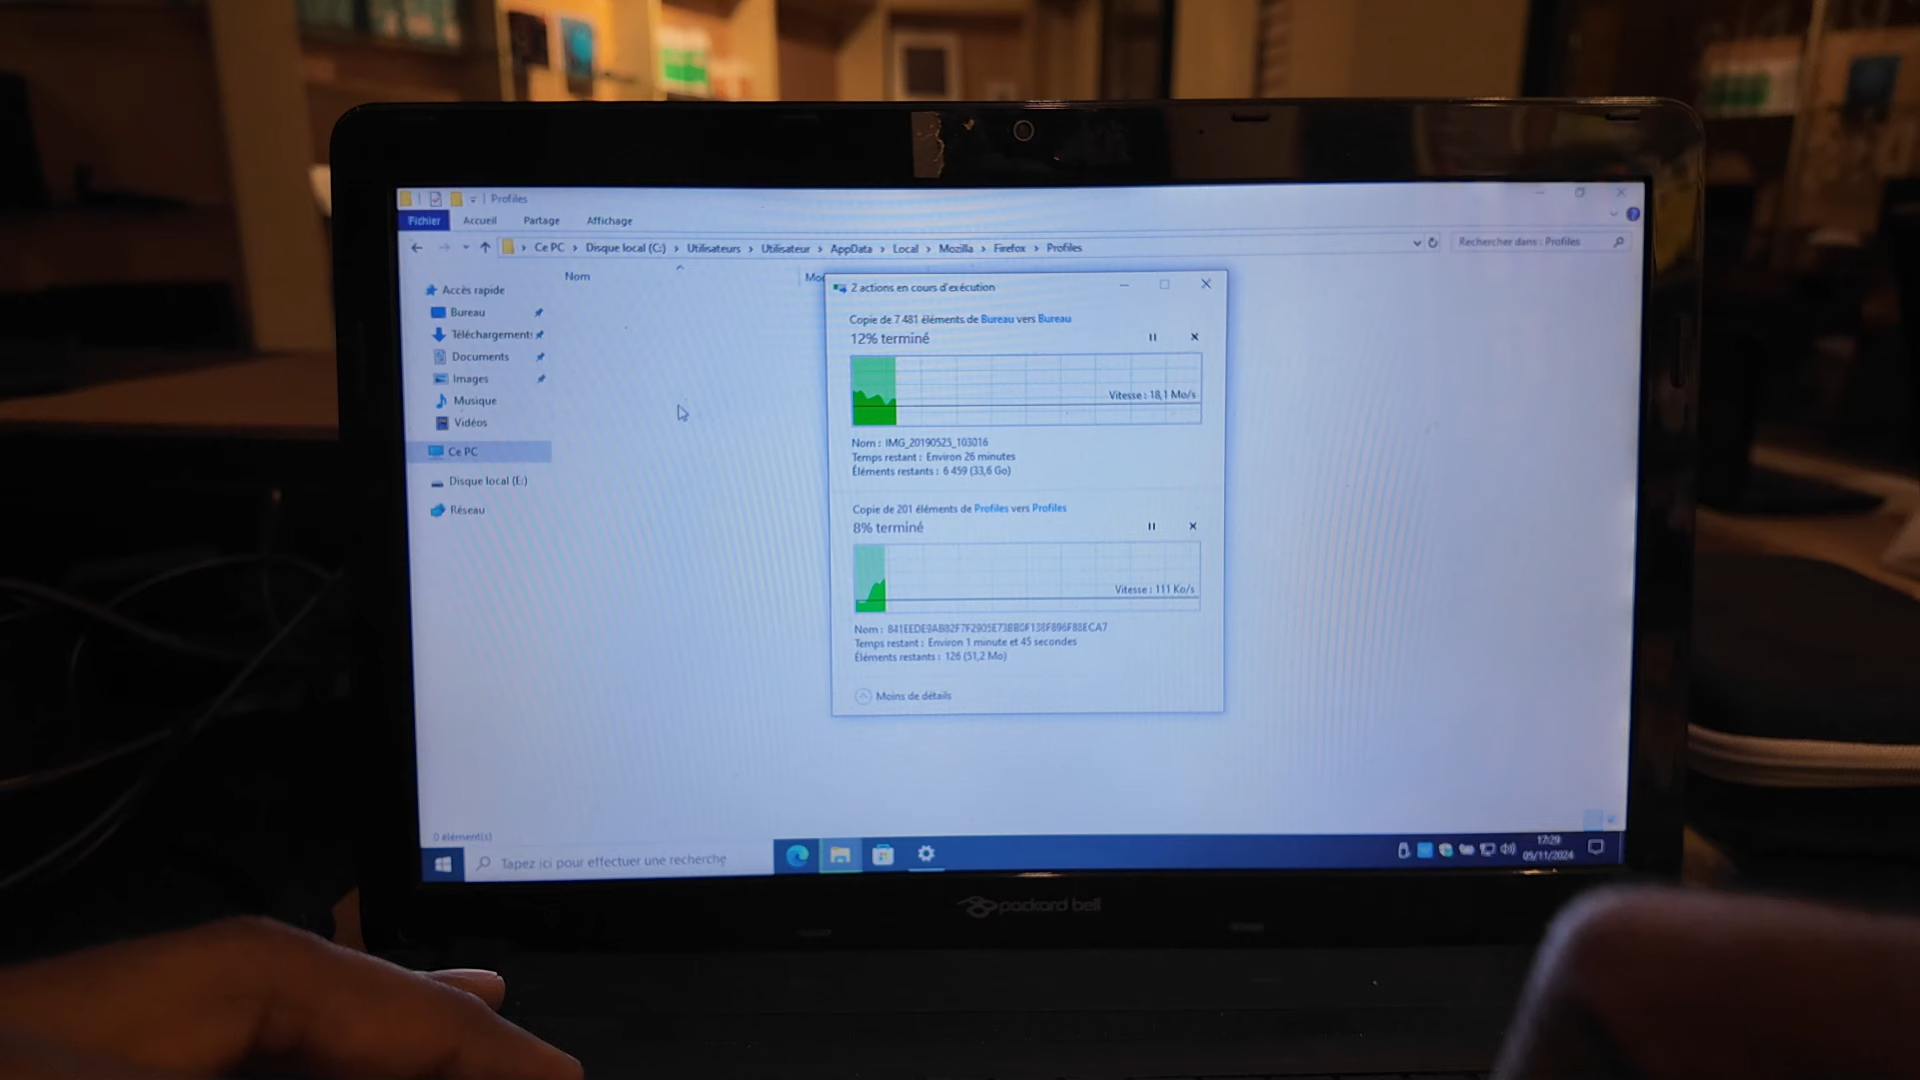 Profiles
Fichier Accueil Partage Affichage
Ce PC > Disque local (C:) > Utilisateurs > Utilisateur > AppData > Local > Mozilla > Firefox > Profiles
Rechercher dans : Profiles
Nom
Accès rapide
Bureau
Téléchargements
Documents
Images
Musique
Vidéos
Ce PC
Disque local (E:)
Réseau
2 actions en cours d'exécution
Copie de 7 481 éléments de Bureau vers Bureau
12% terminé
Vitesse : 18,1 Mo/s
Nom : IMG_20190525_103016
Temps restant : Environ 26 minutes
Éléments restants : 6 459 (33,6 Go)
Copie de 201 éléments de Profiles vers Profiles
8% terminé
Vitesse : 111 Ko/s
Nom :
Temps restant : Environ 1 minute et 45 secondes
Éléments restants : 126 (51,2 Mo)
Moins de détails
0 élément(s)
Tapez ici pour effectuer une recherche
17:29
05/11/2024
packard bell